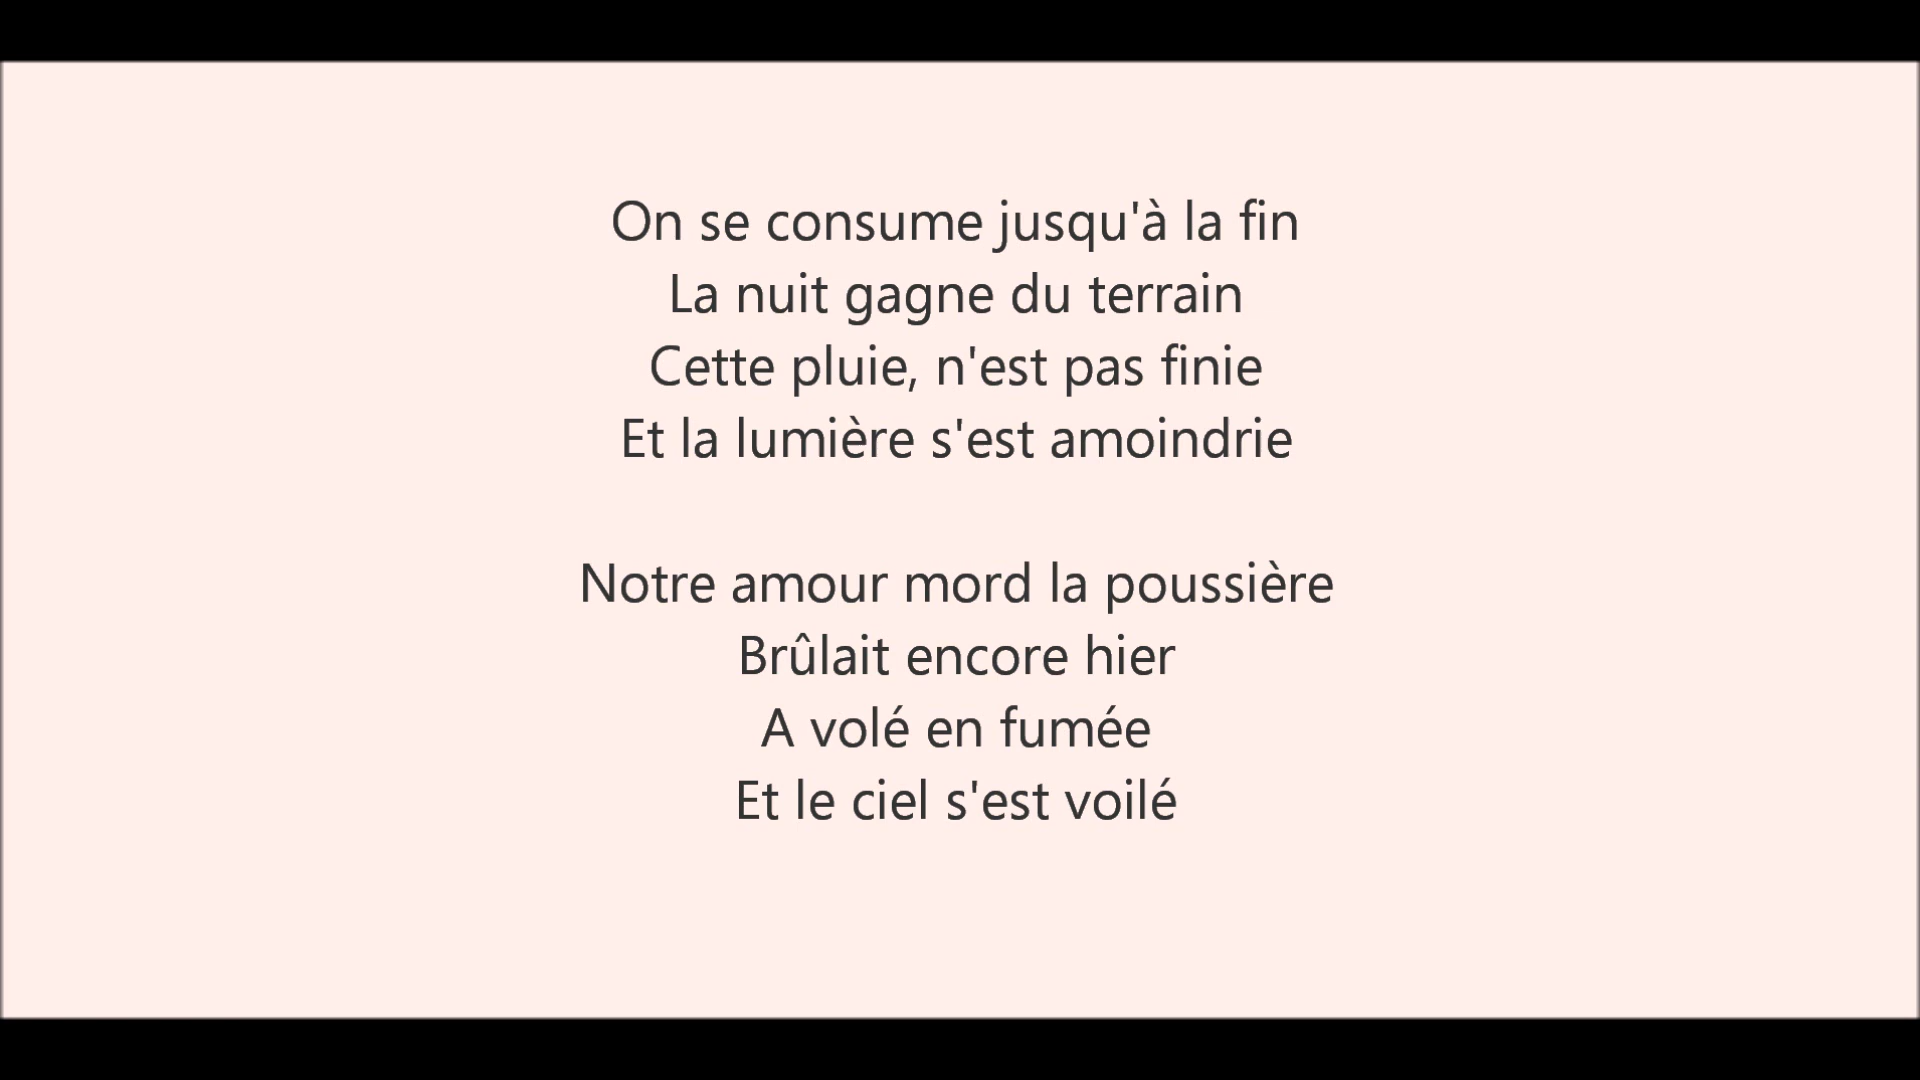 On se consume jusqu'à la fin
La nuit gagne du terrain
Cette pluie, n'est pas finie
Et la lumière s'est amoindrie
Notre amour mord la poussière
Brûlait encore hier
A volé en fumée
Et le ciel s'est voilé